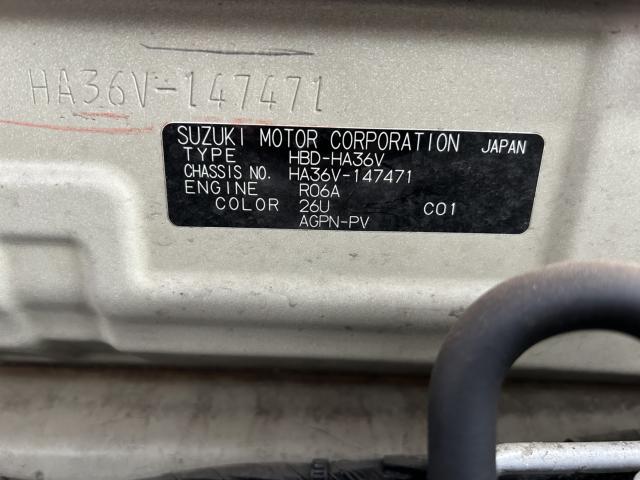 HA36V-147471
SUZUKI MOTOR CORPORATION JAPAN
TYPE HBD-HA36V
CHASSIS NO. HA36V-147471
ENGINE R06A
COLOR 26U C01
AGPN-PV